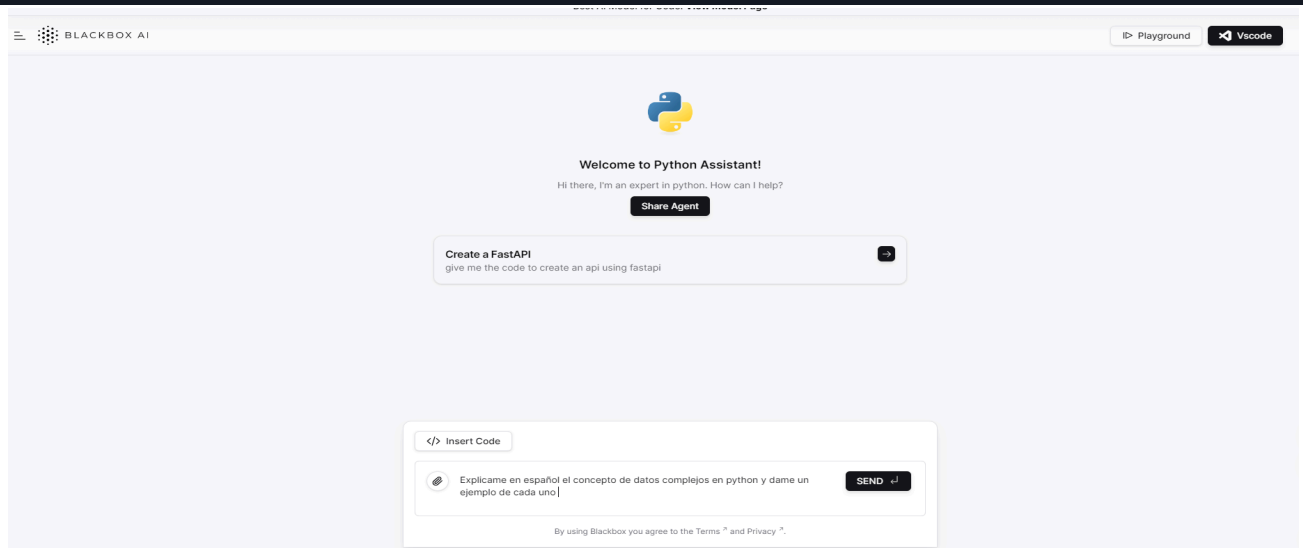 BLACKBOX AI
Playground
Vscode
Welcome to Python Assistant!
Hi there, I'm an expert in python. How can I help?
Share Agent
Create a FastAPI
give me the code to create an api using fastapi
</> Insert Code
Explicame en español el concepto de datos complejos en python y dame un
ejemplo de cada uno
SEND
By using Blackbox you agree to the Terms and Privacy.